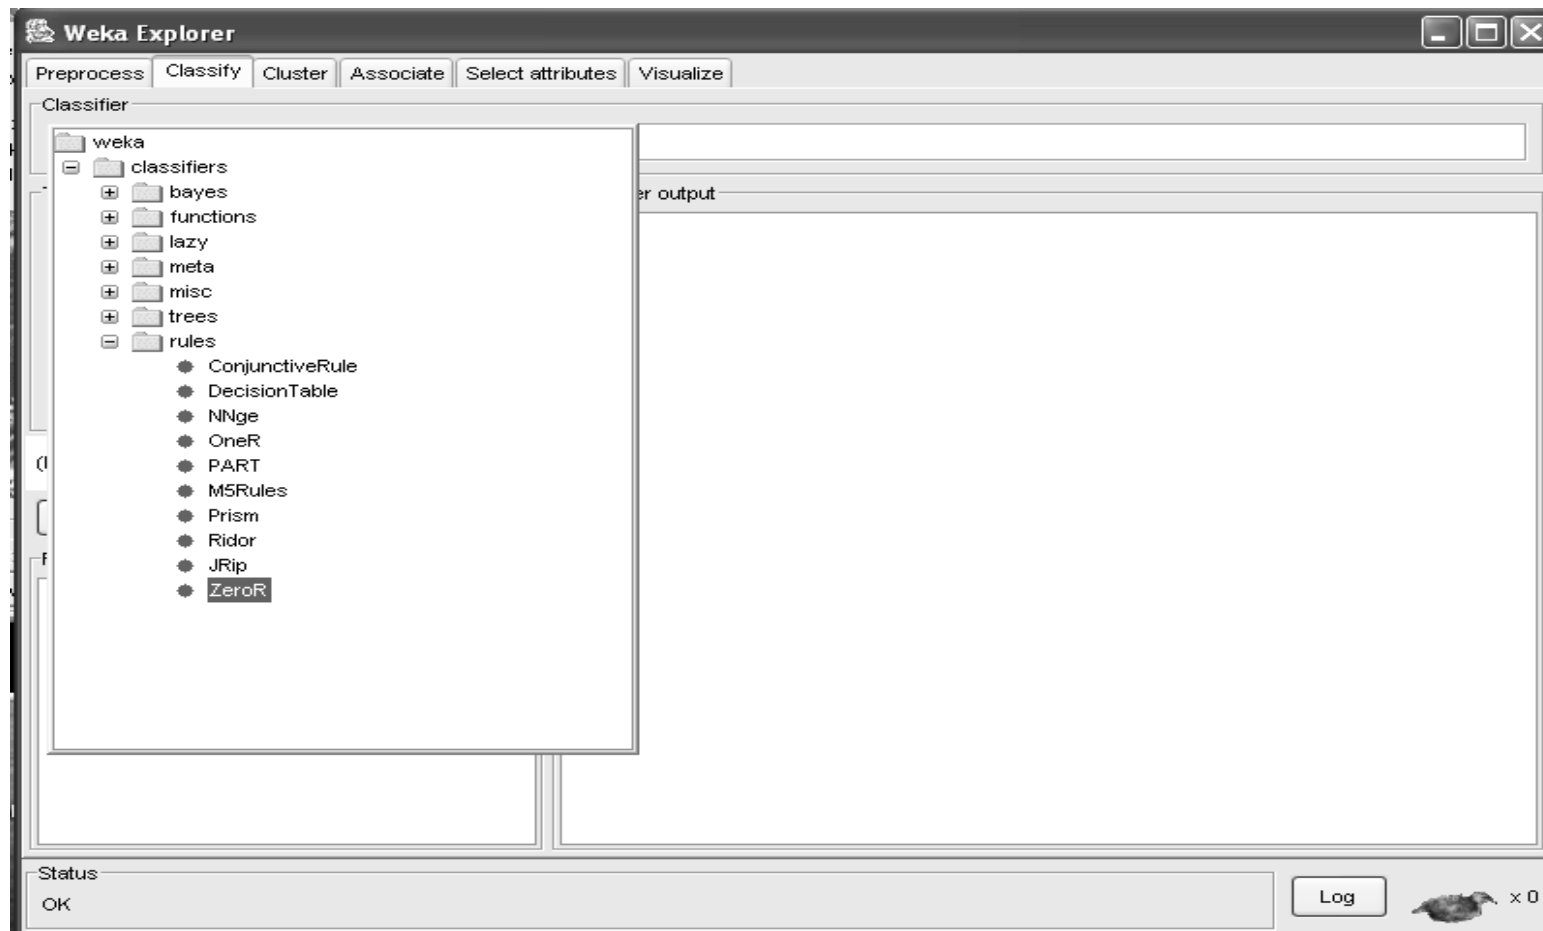 Weka Explorer
Preprocess Classify Cluster Associate Select attributes Visualize
Classifier
weka
classifiers
bayes
er output
functions
lazy
meta
misc
trees
rules
ConjunctiveRule
DecisionTable
NNge
OneR
PART
M5Rules
Prism
Ridor
JRip
ZeroR
Status
OK
Log
x 0